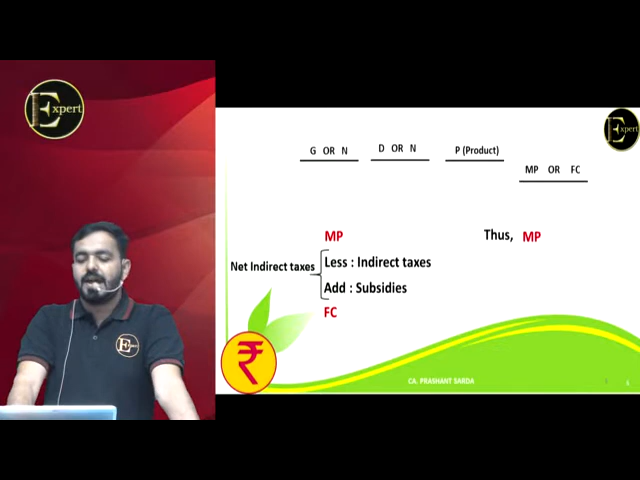 Expert
Expert
G OR N
D OR N
P (Product)
MP OR FC
MP
Thus, MP
Net Indirect taxes
Less : Indirect taxes
Add : Subsidies
FC
₹
CA. PRASHANT SARDA
Expert